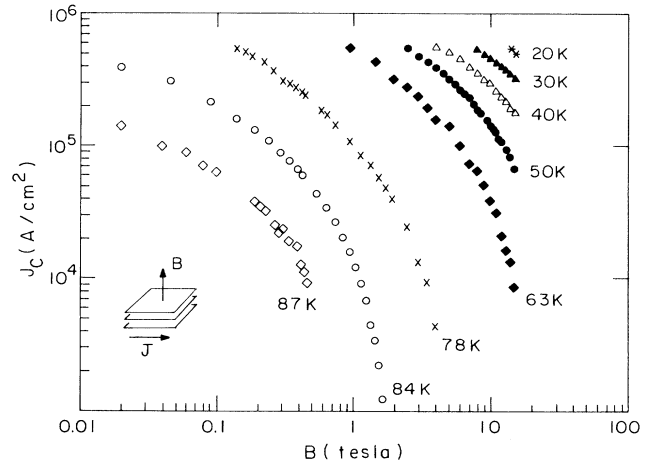 10⁶
10⁵
10⁴
J_C (A/cm²)
20K
30K
40K
50K
63K
78K
84K
87K
B
J
0.01 0.1 1 10 100
B (tesla)